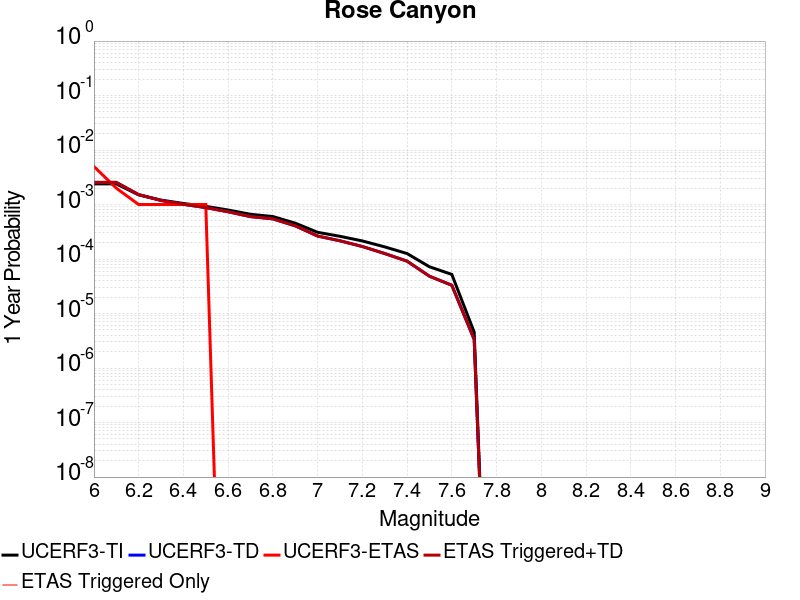 Rose Canyon
1 Year Probability
10^0
10^-1
10^-2
10^-3
10^-4
10^-5
10^-6
10^-7
10^-8
6 6.2 6.4 6.6 6.8 7 7.2 7.4 7.6 7.8 8 8.2 8.4 8.6 8.8 9
Magnitude
UCERF3-TI UCERF3-TD UCERF3-ETAS ETAS Triggered+TD
ETAS Triggered Only